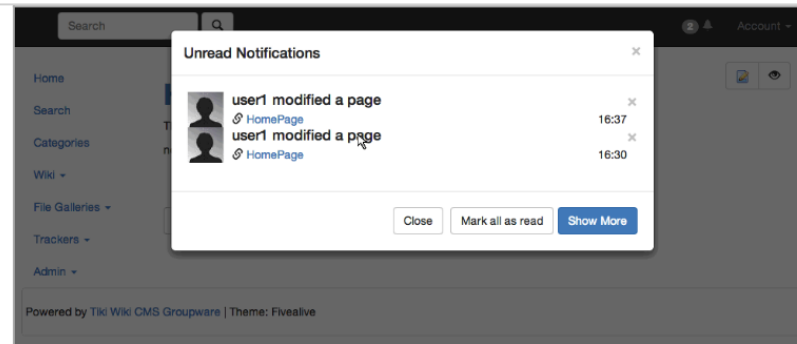 Search
2
Account
Unread Notifications
×
Home
Search
Categories
Wiki
File Galleries
Trackers
Admin
user1 modified a page
×
HomePage
16:37
user1 modified a page
×
HomePage
16:30
Close
Mark all as read
Show More
Powered by Tiki Wiki CMS Groupware | Theme: Fivealive